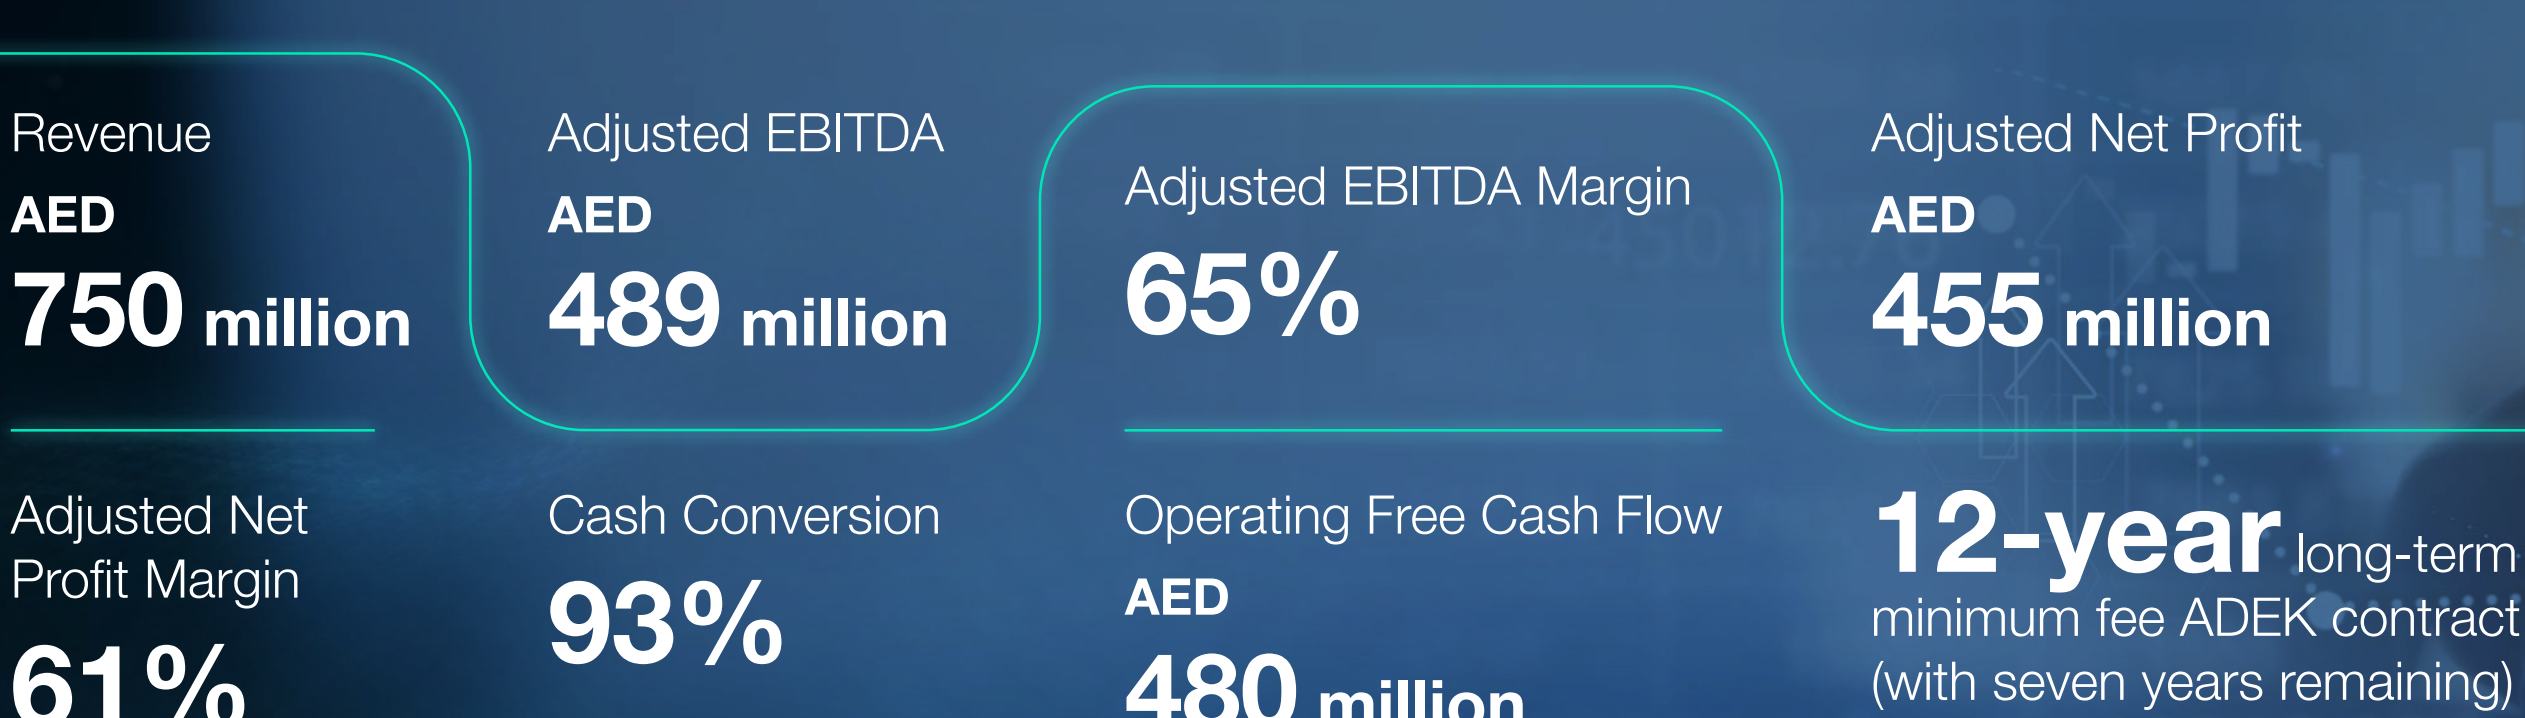 Revenue
AED
750 million
Adjusted EBITDA
AED
489 million
Adjusted EBITDA Margin
65%
Adjusted Net Profit
AED
455 million
Adjusted Net
Profit Margin
61%
Cash Conversion
93%
Operating Free Cash Flow
AED
480 million
12-year long-term
minimum fee ADEK contract
(with seven years remaining)